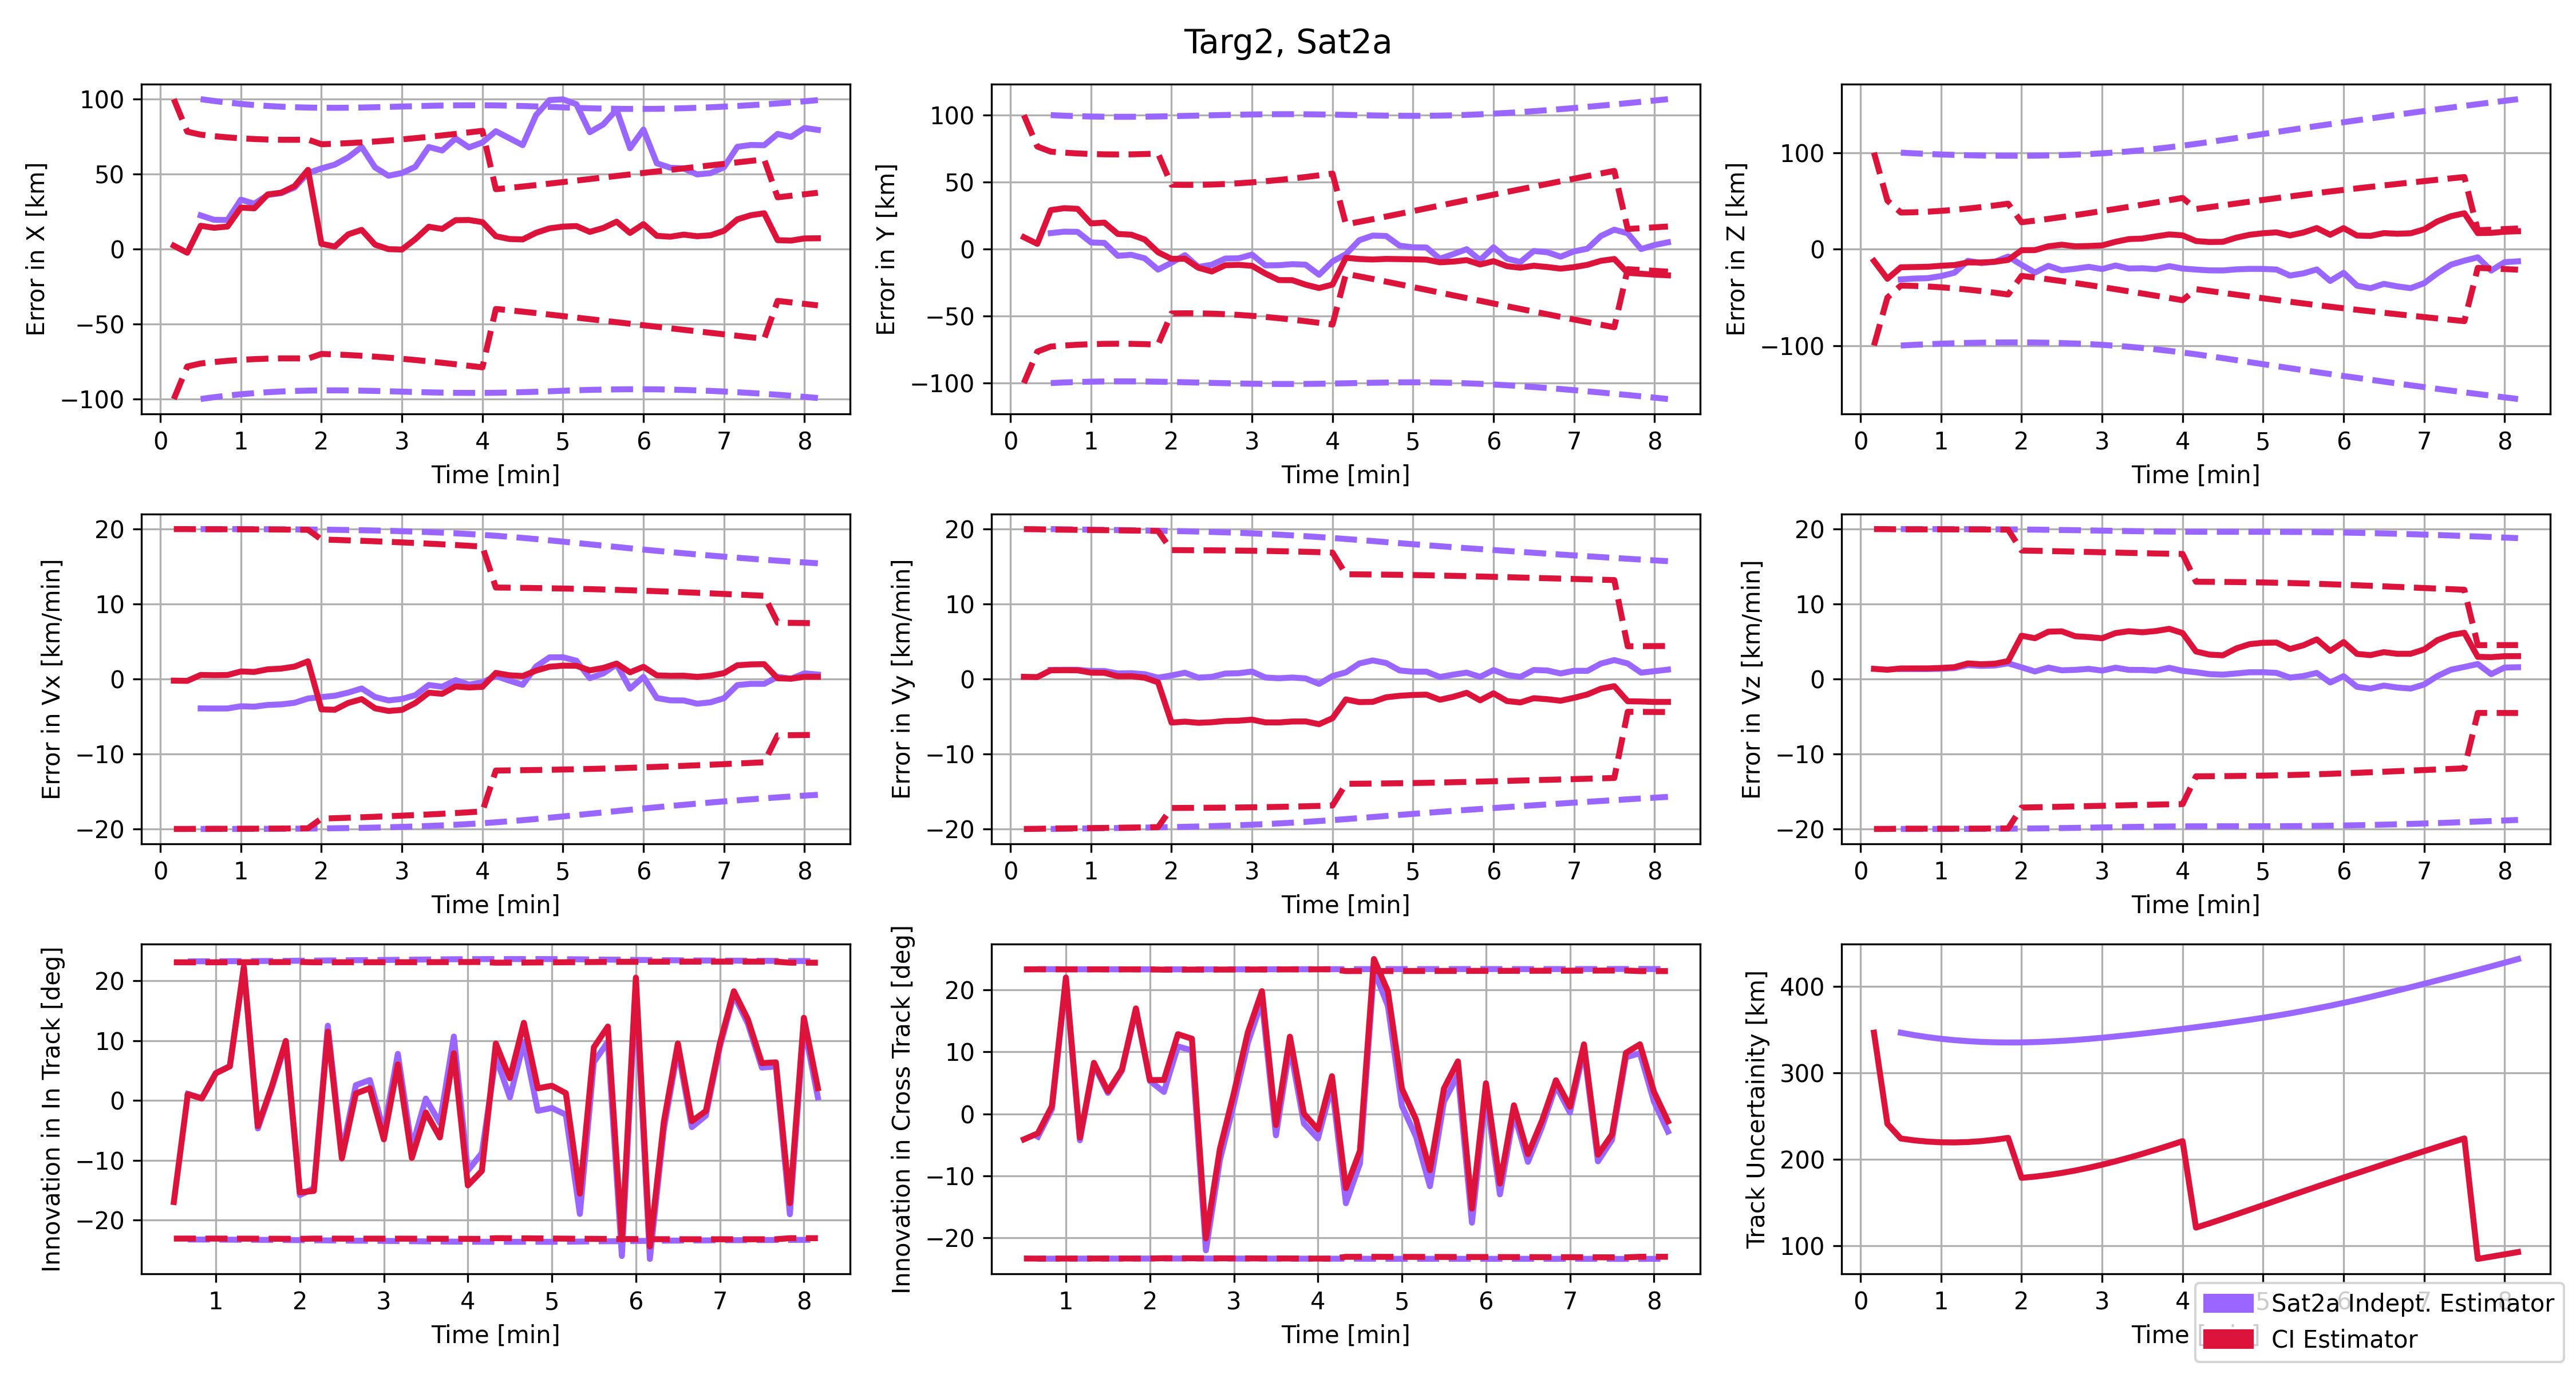 Targ2, Sat2a
Error in X [km]
100
50
0
−50
−100
0 1 2 3 4 5 6 7 8
Time [min]
Error in Y [km]
100
50
0
−50
−100
0 1 2 3 4 5 6 7 8
Time [min]
Error in Z [km]
100
0
−100
0 1 2 3 4 5 6 7 8
Time [min]
Error in Vx [km/min]
20
10
0
−10
−20
0 1 2 3 4 5 6 7 8
Time [min]
Error in Vy [km/min]
20
10
0
−10
−20
0 1 2 3 4 5 6 7 8
Time [min]
Error in Vz [km/min]
20
10
0
−10
−20
0 1 2 3 4 5 6 7 8
Time [min]
Innovation in In Track [deg]
20
10
0
−10
−20
1 2 3 4 5 6 7 8
Time [min]
Innovation in Cross Track [deg]
20
10
0
−10
−20
1 2 3 4 5 6 7 8
Time [min]
Track Uncertainity [km]
400
300
200
100
0 1 2 3 4 5 6 7 8
Time
Sat2a Indept. Estimator
CI Estimator